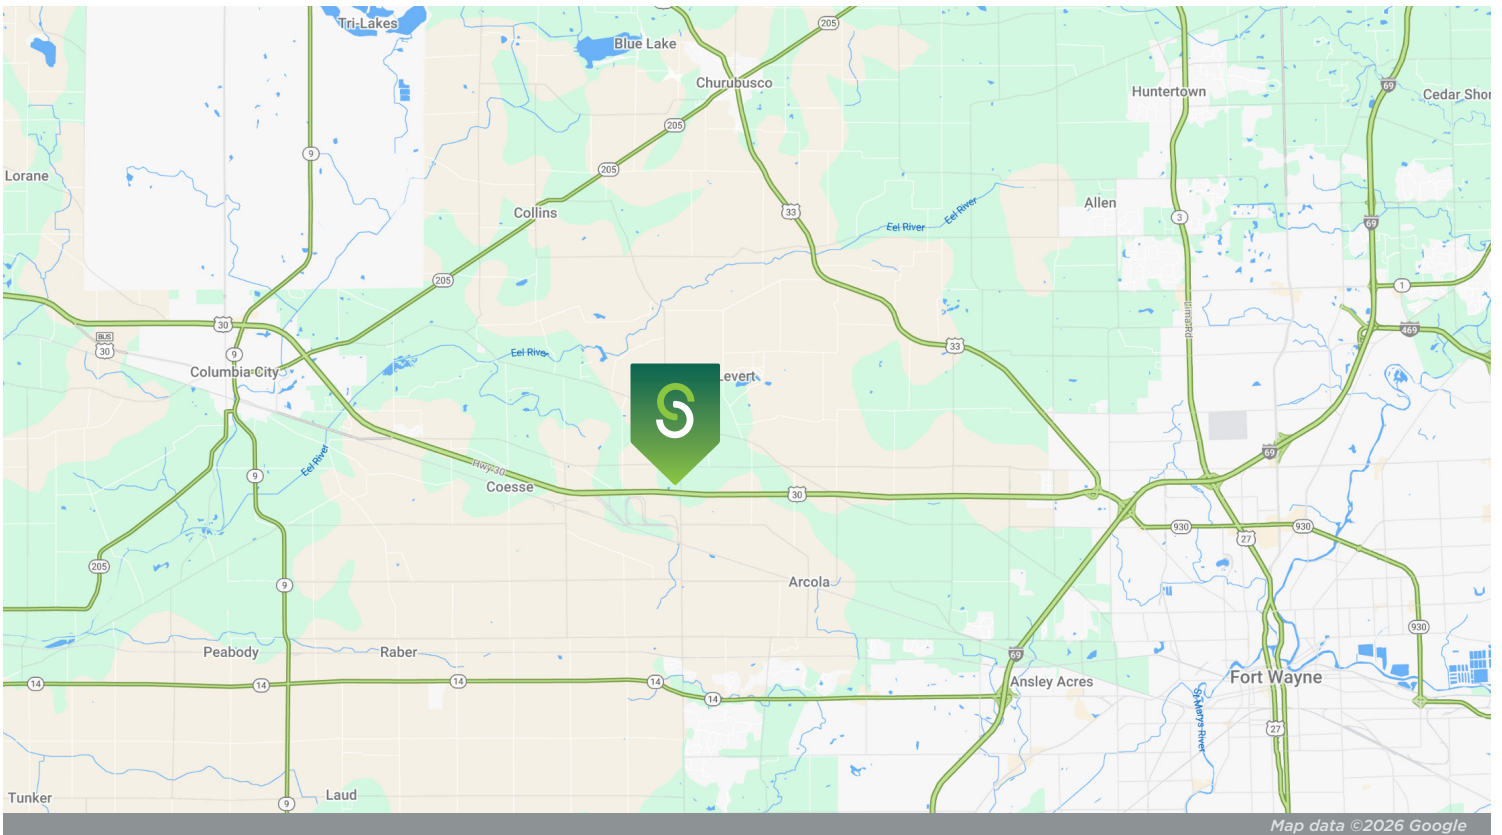 Tri-Lakes
205
Blue Lake
Churubusco
69
Huntertown
205
9
205
Lorane
Collins
33
Eel River
Eel River
Allen
3
69
205
1
30
30
BUS
30
9
Columbia City
Eel
33
Lima Rd
469
Levert
Eel River
Hwy 30
Coesse
9
30
69
930
27
930
205
9
Arcola
930
Peabody
Raber
69
14
14
14
14
14
Ansley Acres
Fort Wayne
St Marys River
27
Tunker
Laud
9
Map data ©2026 Google